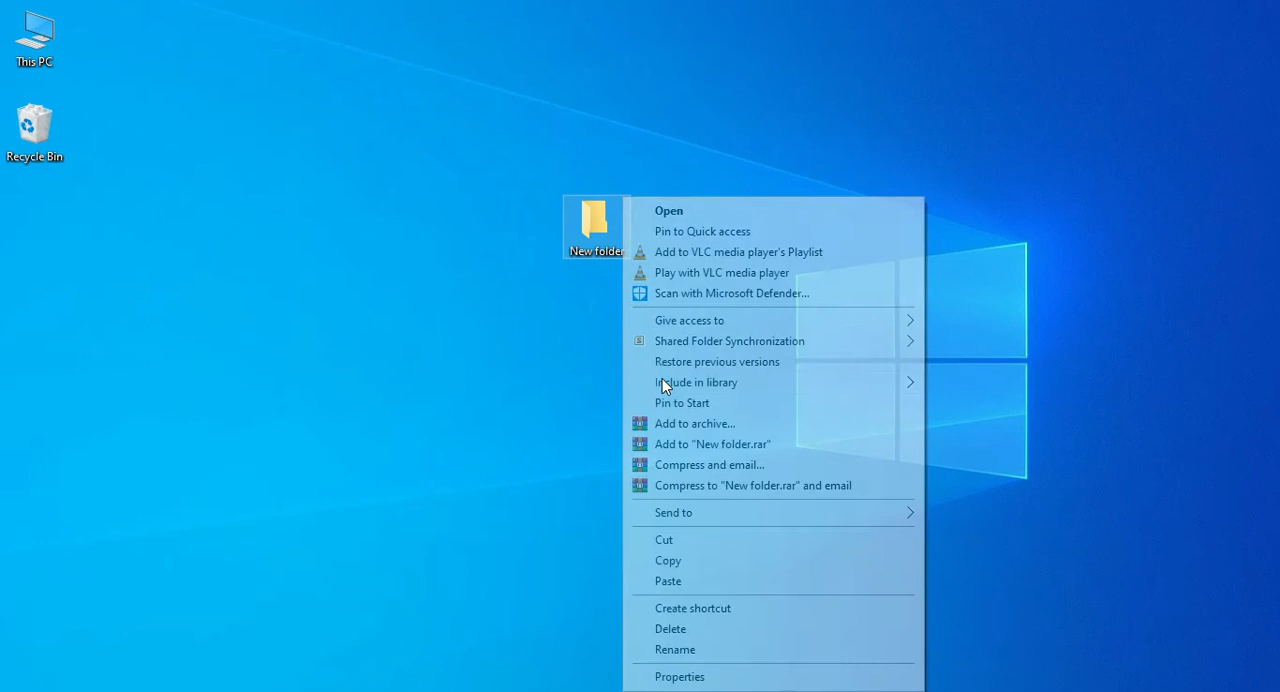 This PC
Recycle Bin
New folder
Open
Pin to Quick access
Add to VLC media player's Playlist
Play with VLC media player
Scan with Microsoft Defender...
Give access to
Shared Folder Synchronization
Restore previous versions
Include in library
Pin to Start
Add to archive...
Add to "New folder.rar"
Compress and email...
Compress to "New folder.rar" and email
Send to
Cut
Copy
Paste
Create shortcut
Delete
Rename
Properties